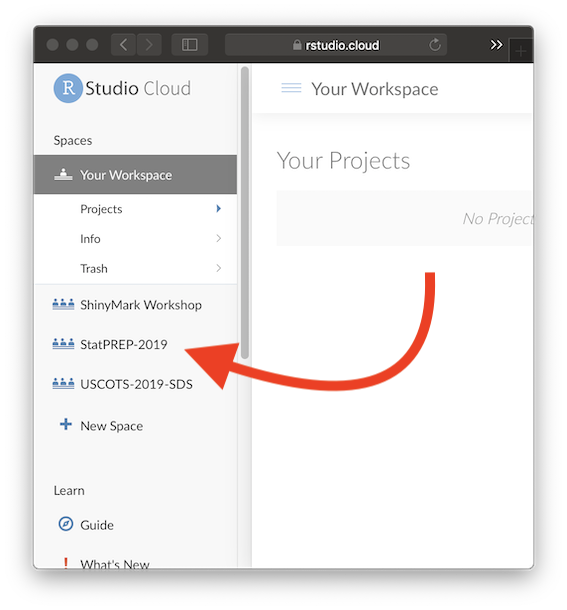 rstudio.cloud
R Studio Cloud
Your Workspace
Spaces
Your Workspace
Projects
Info
Trash
ShinyMark Workshop
StatPREP-2019
USCOTS-2019-SDS
New Space
Learn
Guide
What's New
Your Projects
No Project